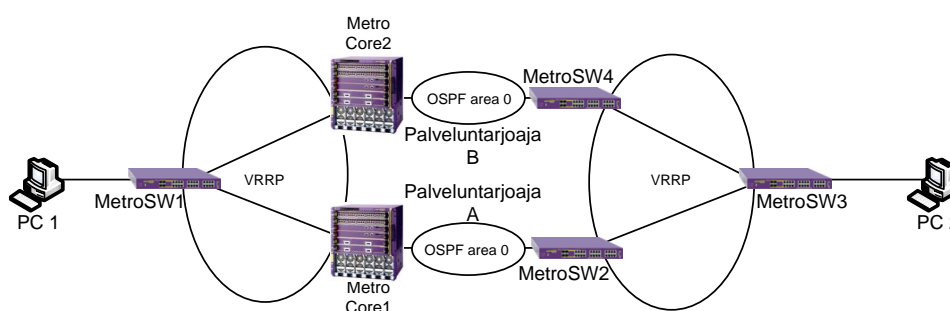 Metro
Core2
MetroSW4
OSPF area 0
Palveluntarjoaja
B
VRRP
VRRP
PC 1
MetroSW1
MetroSW3
PC
Palveluntarjoaja
A
OSPF area 0
MetroSW2
Metro
Core1